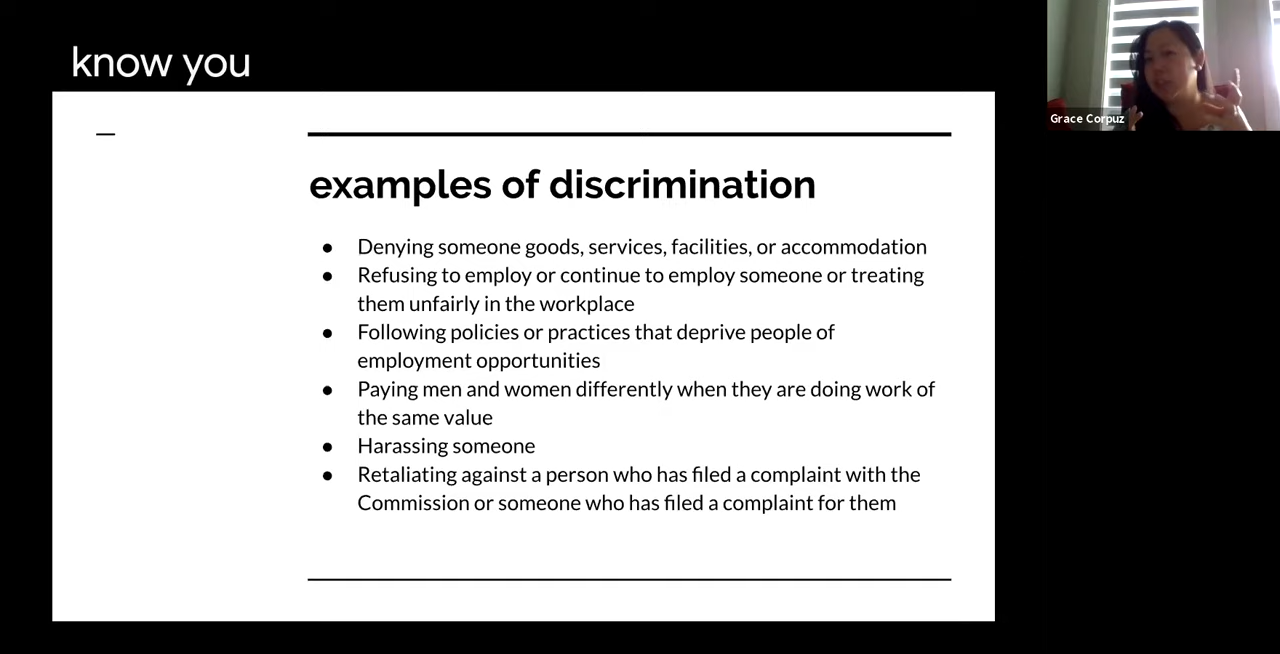 know you
Grace Corpuz
examples of discrimination
● Denying someone goods, services, facilities, or accommodation
● Refusing to employ or continue to employ someone or treating
them unfairly in the workplace
● Following policies or practices that deprive people of
employment opportunities
● Paying men and women differently when they are doing work of
the same value
● Harassing someone
● Retaliating against a person who has filed a complaint with the
Commission or someone who has filed a complaint for them